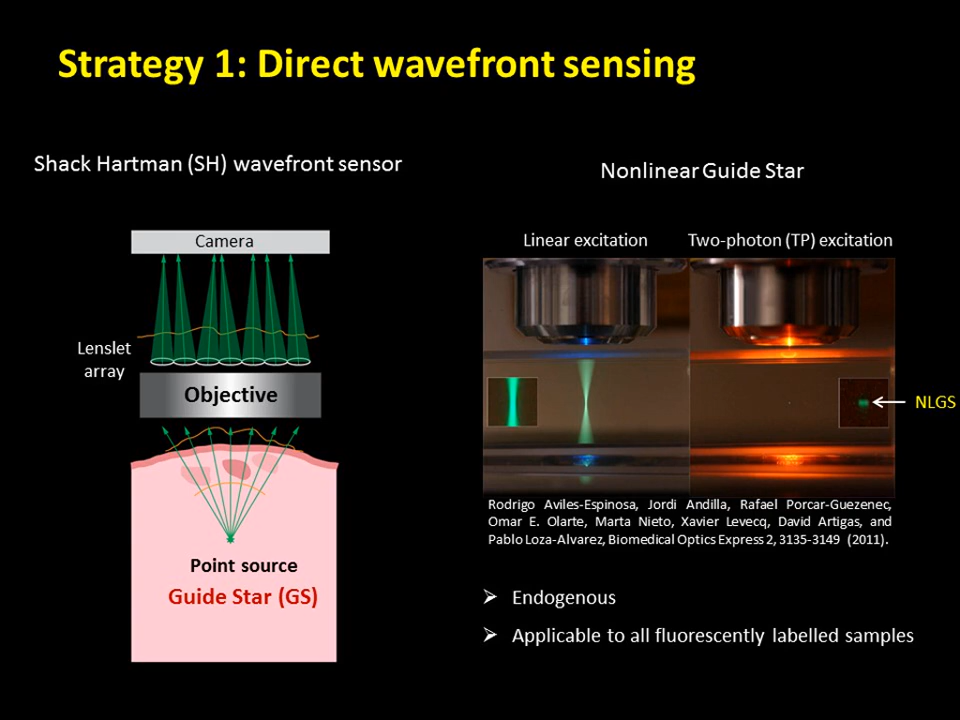 Strategy 1: Direct wavefront sensing
Shack Hartman (SH) wavefront sensor
Camera
Lenslet
array
Objective
Point source
Guide Star (GS)
Nonlinear Guide Star
Linear excitation
Two-photon (TP) excitation
NLGS
Rodrigo Aviles-Espinosa, Jordi Andilla, Rafael Porcar-Guezenec,
Omar E. Olarte, Marta Nieto, Xavier Levecq, David Artigas, and
Pablo Loza-Alvarez, Biomedical Optics Express 2, 3135-3149 (2011).
➢ Endogenous
➢ Applicable to all fluorescently labelled samples